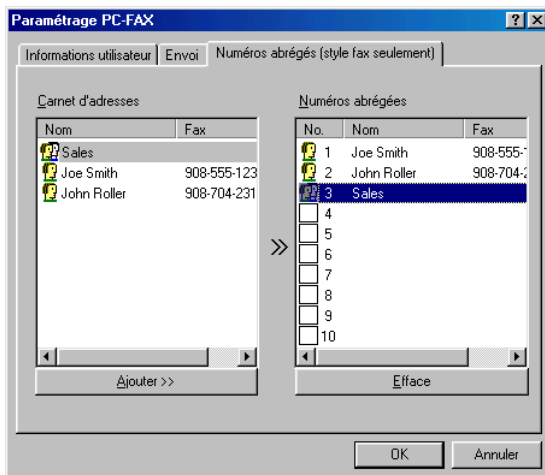 Paramétrage PC-FAX
Informations utilisateur Envoi Numéros abrégés (style fax seulement)
Carnet d'adresses Numéros abrégées
Nom Fax No. Nom Fax
Sales 1 Joe Smith 908-555-
Joe Smith 908-555-123 2 John Roller 908-704-
John Roller 908-704-231 3 Sales
4
5
6
7
8
9
10
Ajouter >> Efface
OK Annuler